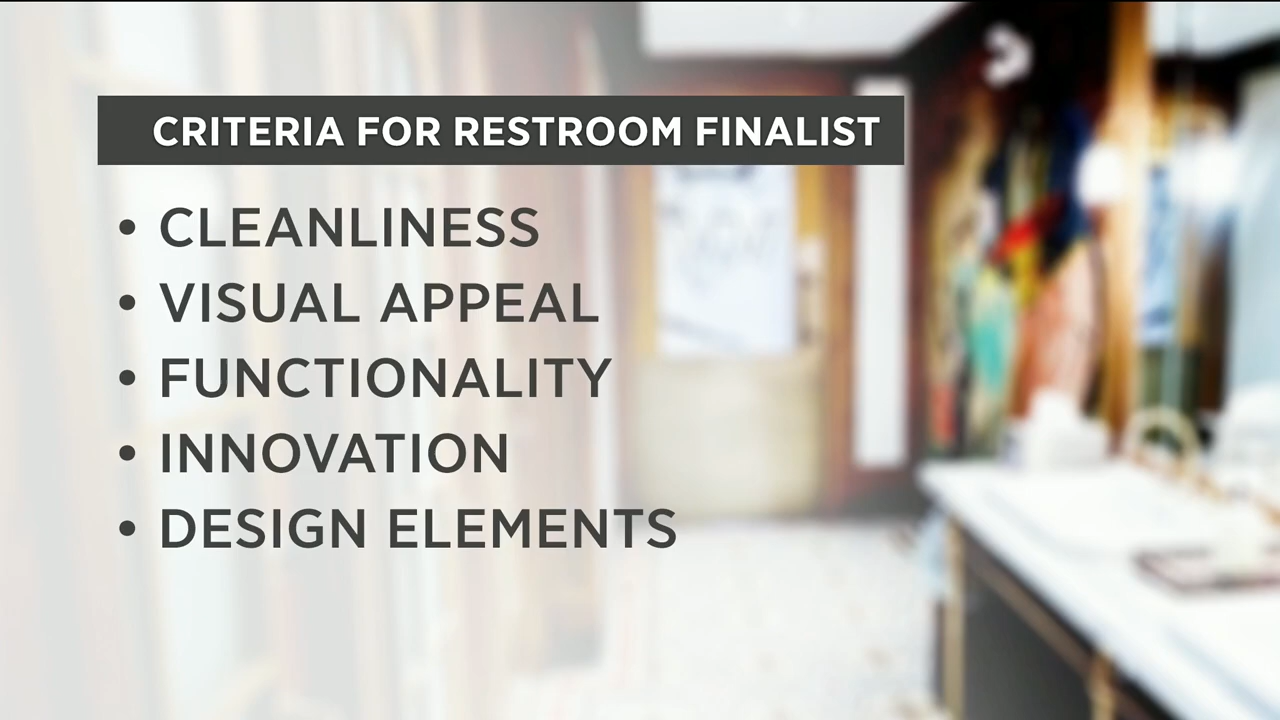 CRITERIA FOR RESTROOM FINALIST
• CLEANLINESS
• VISUAL APPEAL
• FUNCTIONALITY
• INNOVATION
• DESIGN ELEMENTS